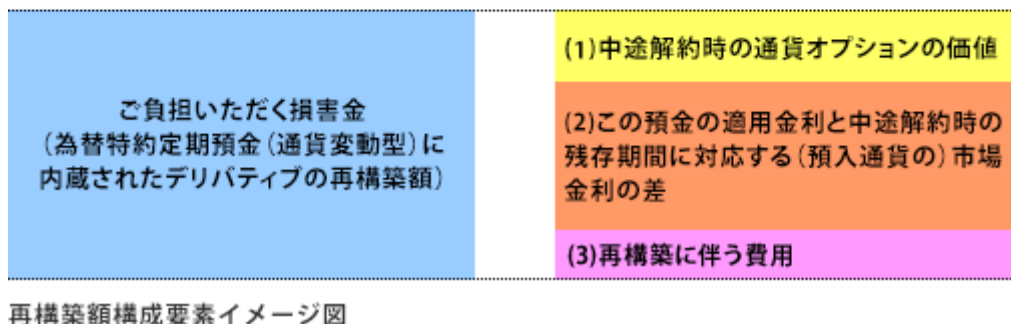 ご負担いただく損害金
（為替特約定期預金（通貨変動型）に
内蔵されたデリバティブの再構築額）
(1)中途解約時の通貨オプションの価値
(2)この預金の適用金利と中途解約時の
残存期間に対応する（預入通貨の）市場
金利の差
(3)再構築に伴う費用
再構築額構成要素イメージ図